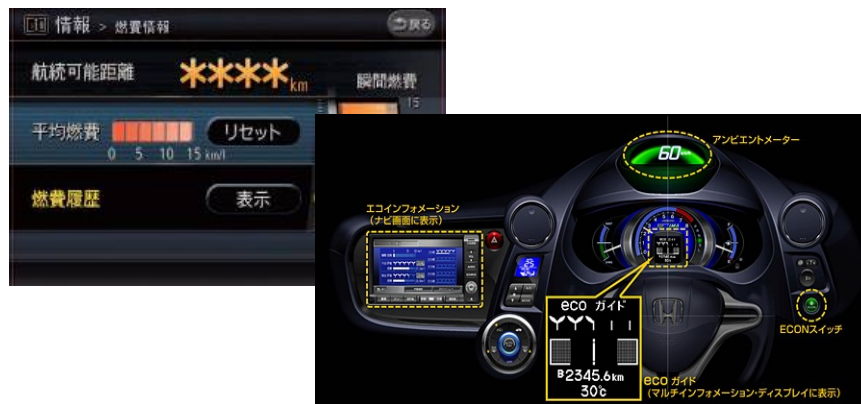 情報 > 燃費情報
戻る
航続可能距離 ****km
瞬間燃費
15
平均燃費
リセット
0 5 10 15 km/l
燃費履歴
表示
アンビエントメーター
60
エコインフォメーション
(ナビ画面に表示)
ECONスイッチ
eco ガイド
B2345.6km
30℃
eco ガイド
(マルチインフォメーション・ディスプレイに表示)